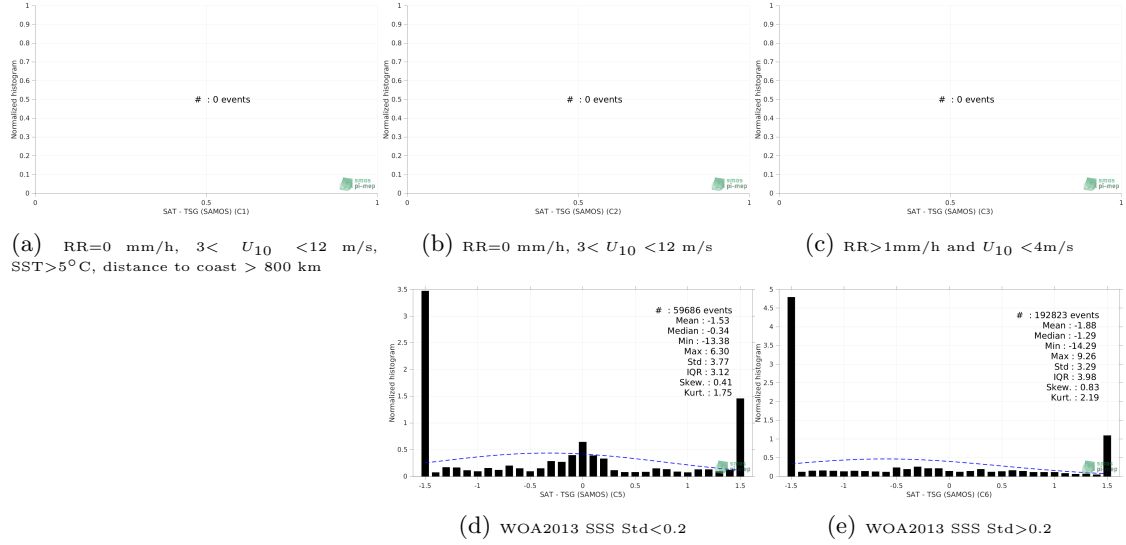 1
0.9
0.8
0.7
0.6
0.5
0.4
0.3
0.2
0.1
0
Normalized histogram
# : 0 events
smos
pi-mep
0 0.5 1
SAT - TSG (SAMOS) (C1)
1
0.9
0.8
0.7
0.6
0.5
0.4
0.3
0.2
0.1
0
Normalized histogram
# : 0 events
smos
pi-mep
0 0.5 1
SAT - TSG (SAMOS) (C2)
1
0.9
0.8
0.7
0.6
0.5
0.4
0.3
0.2
0.1
0
Normalized histogram
# : 0 events
smos
pi-mep
0 0.5 1
SAT - TSG (SAMOS) (C3)
(a) RR=0 mm/h, 3< U10 <12 m/s,
SST>5°C, distance to coast > 800 km
(b) RR=0 mm/h, 3< U10 <12 m/s
(c) RR>1mm/h and U10 <4m/s
3.5
3
2.5
2
1.5
1
0.5
0
Normalized histogram
# : 59686 events
Mean : -1.53
Median : -0.34
Min : -13.38
Max : 6.30
Std : 3.77
IQR : 3.12
Skew. : 0.41
Kurt. : 1.75
smos
pi-mep
-1.5 -1 -0.5 0 0.5 1 1.5
SAT - TSG (SAMOS) (C5)
5
4.5
4
3.5
3
2.5
2
1.5
1
0.5
0
Normalized histogram
# : 192823 events
Mean : -1.88
Median : -1.29
Min : -14.29
Max : 9.26
Std : 3.29
IQR : 3.98
Skew. : 0.83
Kurt. : 2.19
smos
pi-mep
-1.5 -1 -0.5 0 0.5 1 1.5
SAT - TSG (SAMOS) (C6)
(d) WOA2013 SSS Std<0.2
(e) WOA2013 SSS Std>0.2